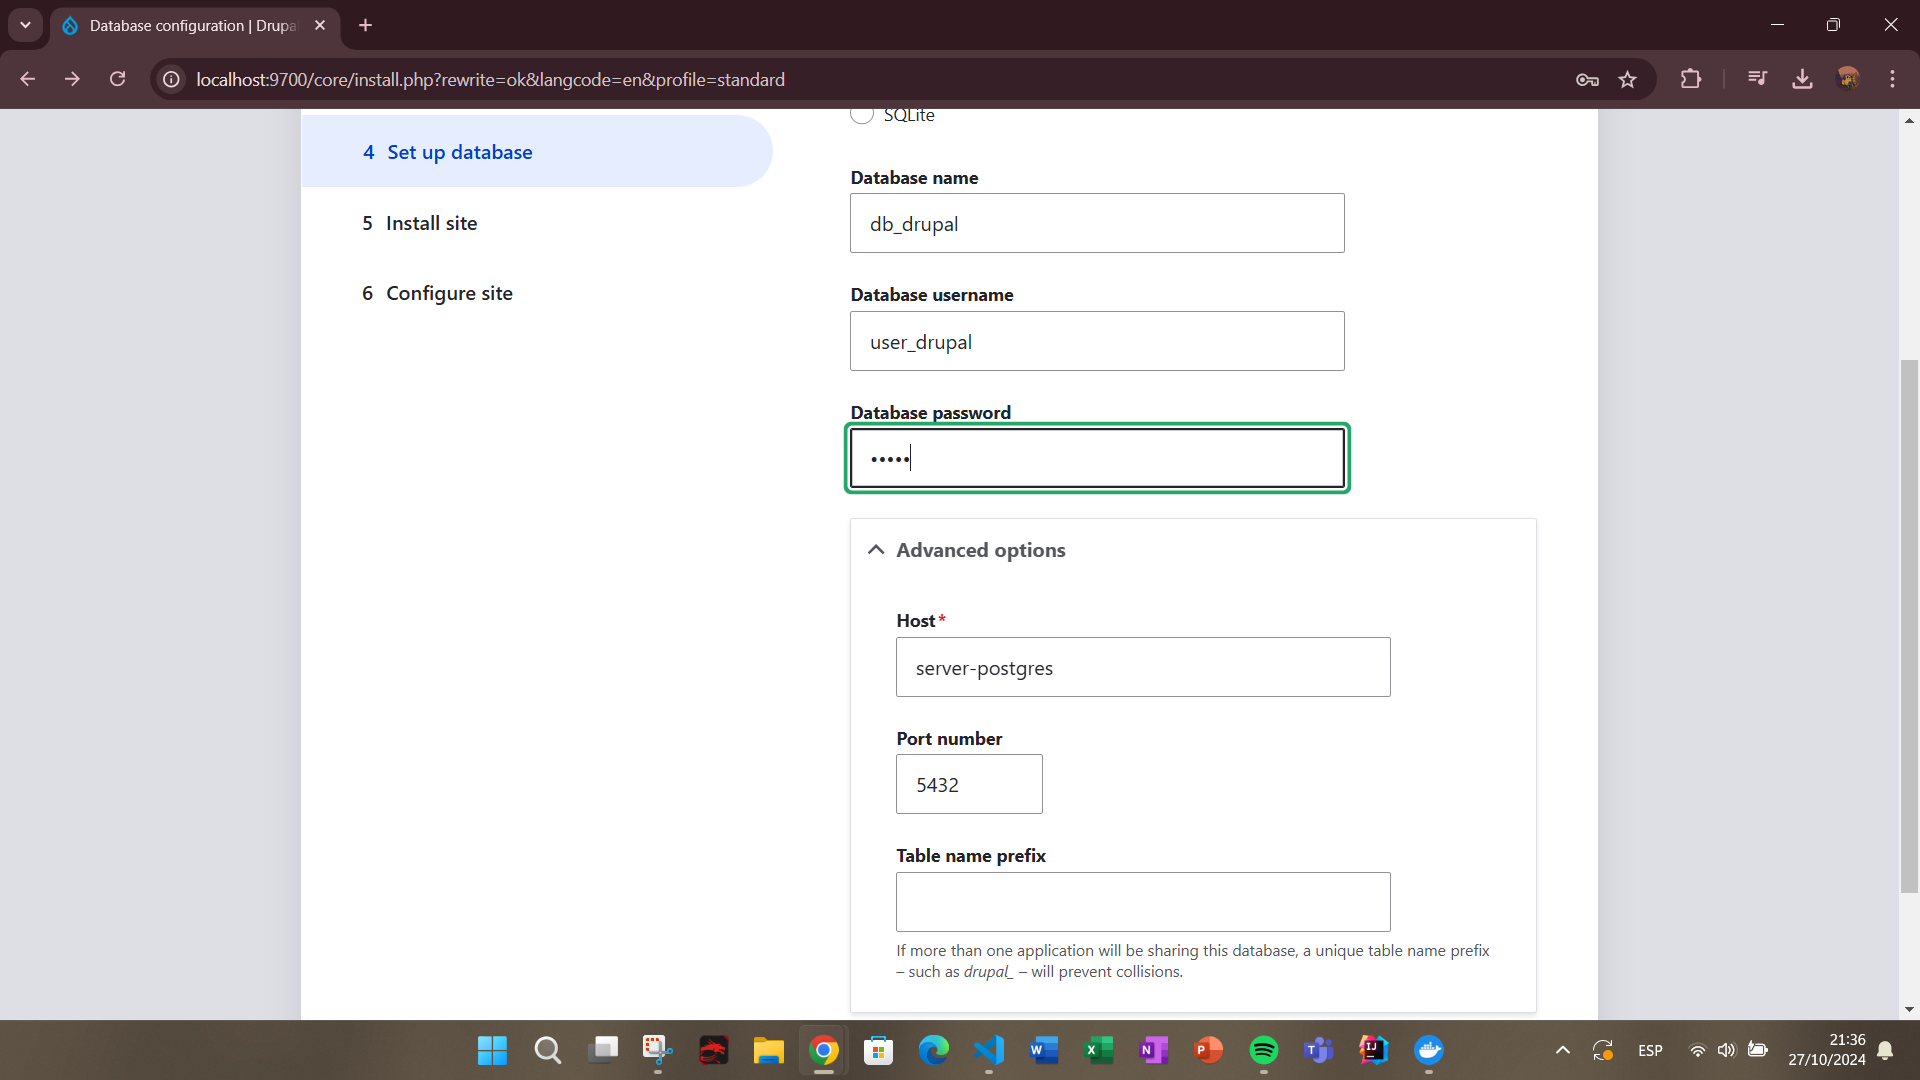 Database configuration | Drupa
localhost:9700/core/install.php?rewrite=ok&langcode=en&profile=standard
SQLite
4 Set up database
5 Install site
6 Configure site
Database name
db_drupal
Database username
user_drupal
Database password
•••••
Advanced options
Host*
server-postgres
Port number
5432
Table name prefix
If more than one application will be sharing this database, a unique table name prefix
– such as drupal_ – will prevent collisions.
ESP
21:36
27/10/2024